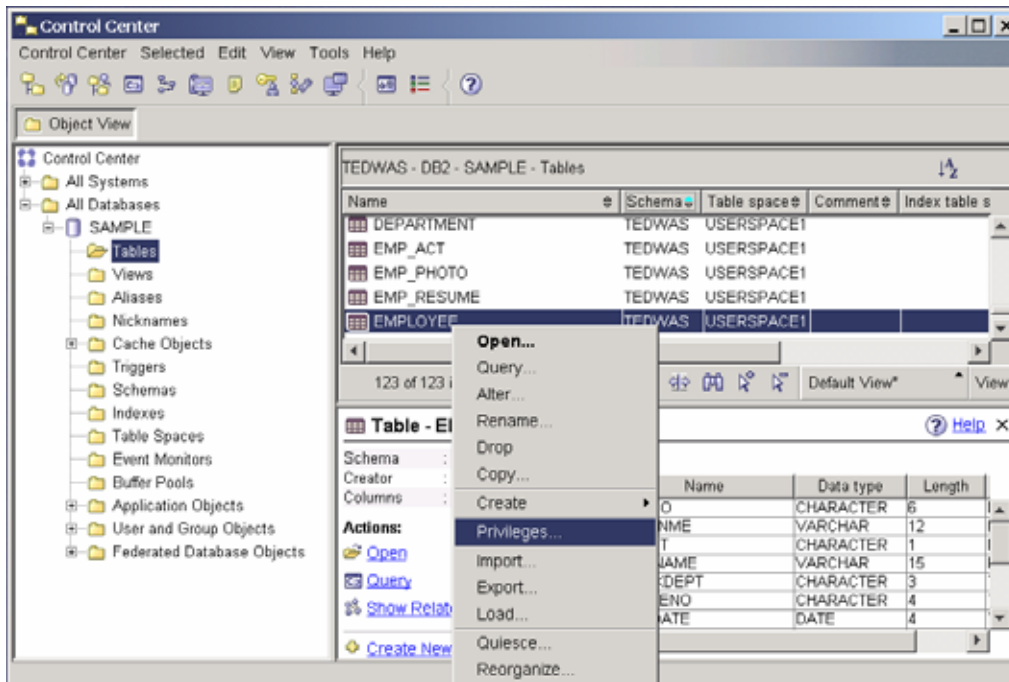 Control Center
Control Center Selected Edit View Tools Help
Object View
Control Center
All Systems
All Databases
SAMPLE
Tables
Views
Aliases
Nicknames
Cache Objects
Triggers
Schemas
Indexes
Table Spaces
Event Monitors
Buffer Pools
Application Objects
User and Group Objects
Federated Database Objects
TEDWAS - DB2 - SAMPLE - Tables
Name Schema Table space Comment Index table s
DEPARTMENT TEDWAS USERSPACE1
EMP_ACT TEDWAS USERSPACE1
EMP_PHOTO TEDWAS USERSPACE1
EMP_RESUME TEDWAS USERSPACE1
EMPLOYEE TEDWAS USERSPACE1
123 of 123 Default View* View
Open...
Query...
Alter...
Rename...
Drop
Copy...
Create
Privileges...
Import...
Export...
Load...
Quiesce...
Reorganize...
Table - E Help
Schema :
Creator :
Columns :
Actions:
Open
Query
Show Relat
Create New
Name Data type Length
O CHARACTER 6
NME VARCHAR 12
T CHARACTER 1
NAME VARCHAR 15
KDEPT CHARACTER 3
ENO CHARACTER 4
ATE DATE 4